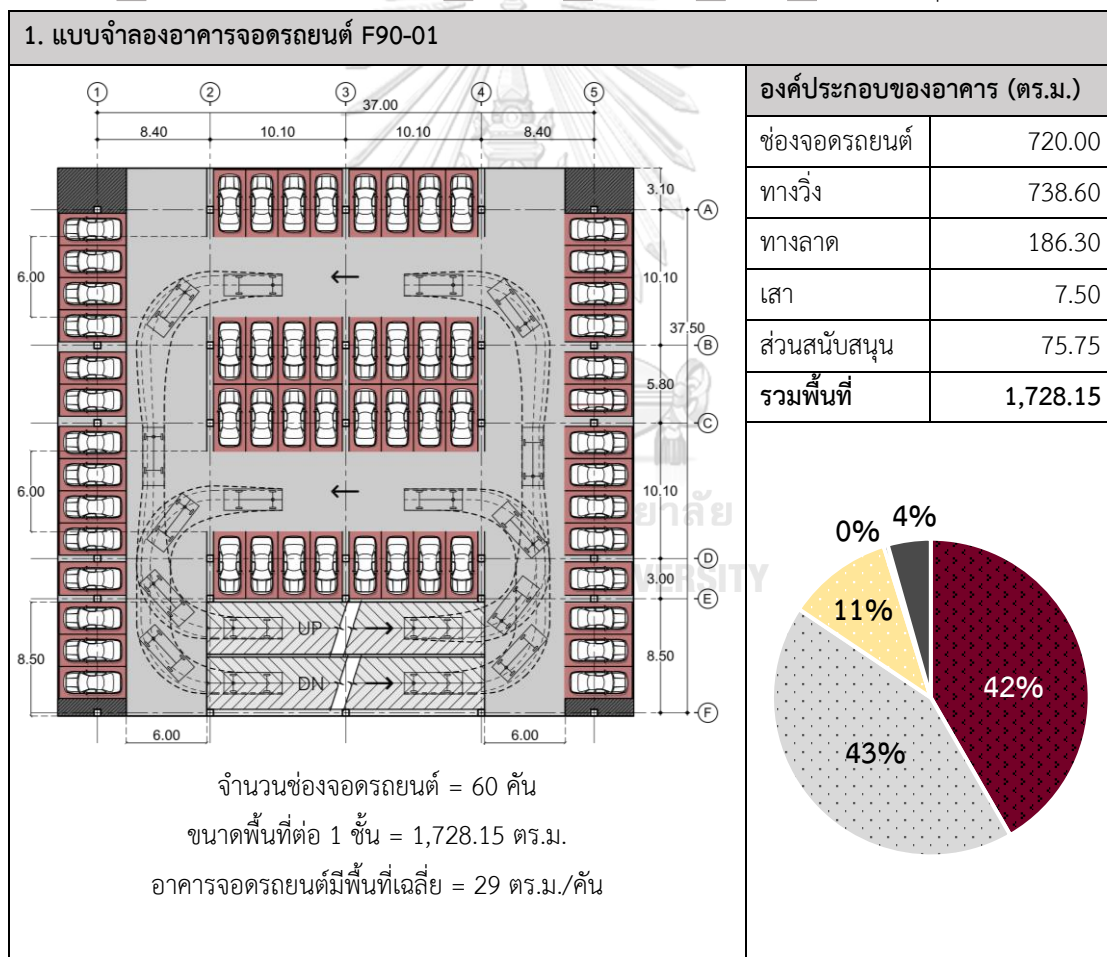 1. แบบจำลองอาคารจอดรถยนต์ F90-01
1 2 3 4 5
37.00
8.40 10.10 10.10 8.40
3.10
A
6.00
10.10
37.50
B
5.80
C
6.00
10.10
D
3.00
E
UP
8.50
8.50
DN
F
6.00 6.00
จำนวนช่องจอดรถยนต์ = 60 คัน
ขนาดพื้นที่ต่อ 1 ชั้น = 1,728.15 ตร.ม.
อาคารจอดรถยนต์มีพื้นที่เฉลี่ย = 29 ตร.ม./คัน
องค์ประกอบของอาคาร (ตร.ม.)
ช่องจอดรถยนต์ 720.00
ทางวิ่ง 738.60
ทางลาด 186.30
เสา 7.50
ส่วนสนับสนุน 75.75
รวมพื้นที่ 1,728.15
ยาลัย
VERSITY
0% 4%
11%
42%
43%